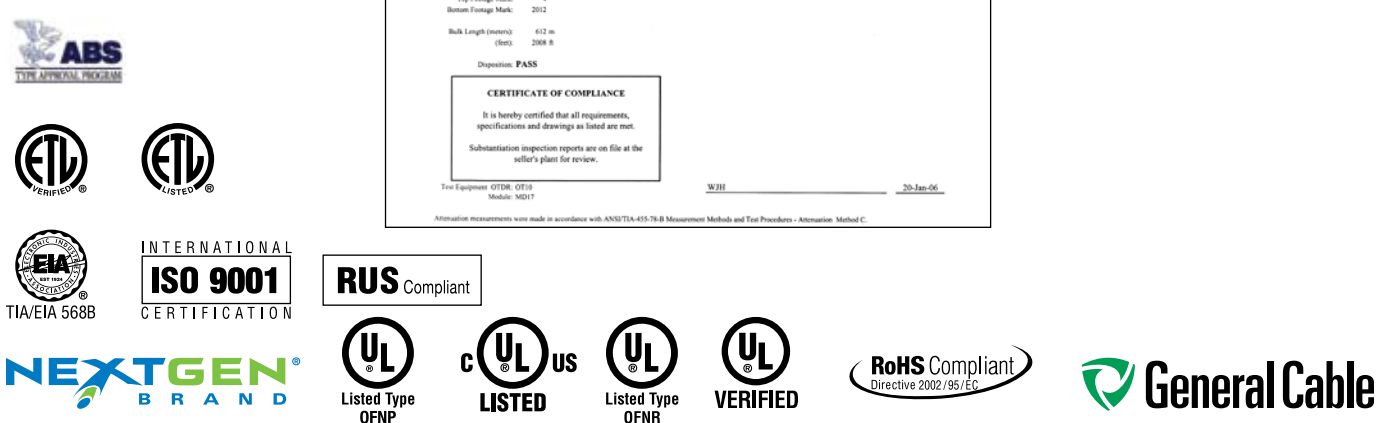 Bottom Footage Mark: 2012
Bulk Length (meters): 612 m
(feet): 2008 ft
Disposition: PASS
CERTIFICATE OF COMPLIANCE
It is hereby certified that all requirements,
specifications and drawings as listed are met.
Substantiation inspection reports are on file at the
seller's plant for review.
Test Equipment OTDR: OT10
Module: MD17
WJH 20-Jan-06
Attenuation measurements were made in accordance with ANSI/TIA-455-78-B Measurement Methods and Test Procedures - Attenuation Method C.
ABS
TYPE APPROVAL PROGRAM
ETL
VERIFIED ®
ETL
LISTED ®
ELECTRONIC INDUSTRIES
EIA
EST 1924
ASSOCIATION
®
TIA/EIA 568B
INTERNATIONAL
ISO 9001
CERTIFICATION
RUS Compliant
NEXTGEN®
BRAND
UL ®
Listed Type
OFNP
C UL ® US
LISTED
UL ®
Listed Type
OFNR
UL ®
VERIFIED
RoHS Compliant
Directive 2002/95/EC
General Cable